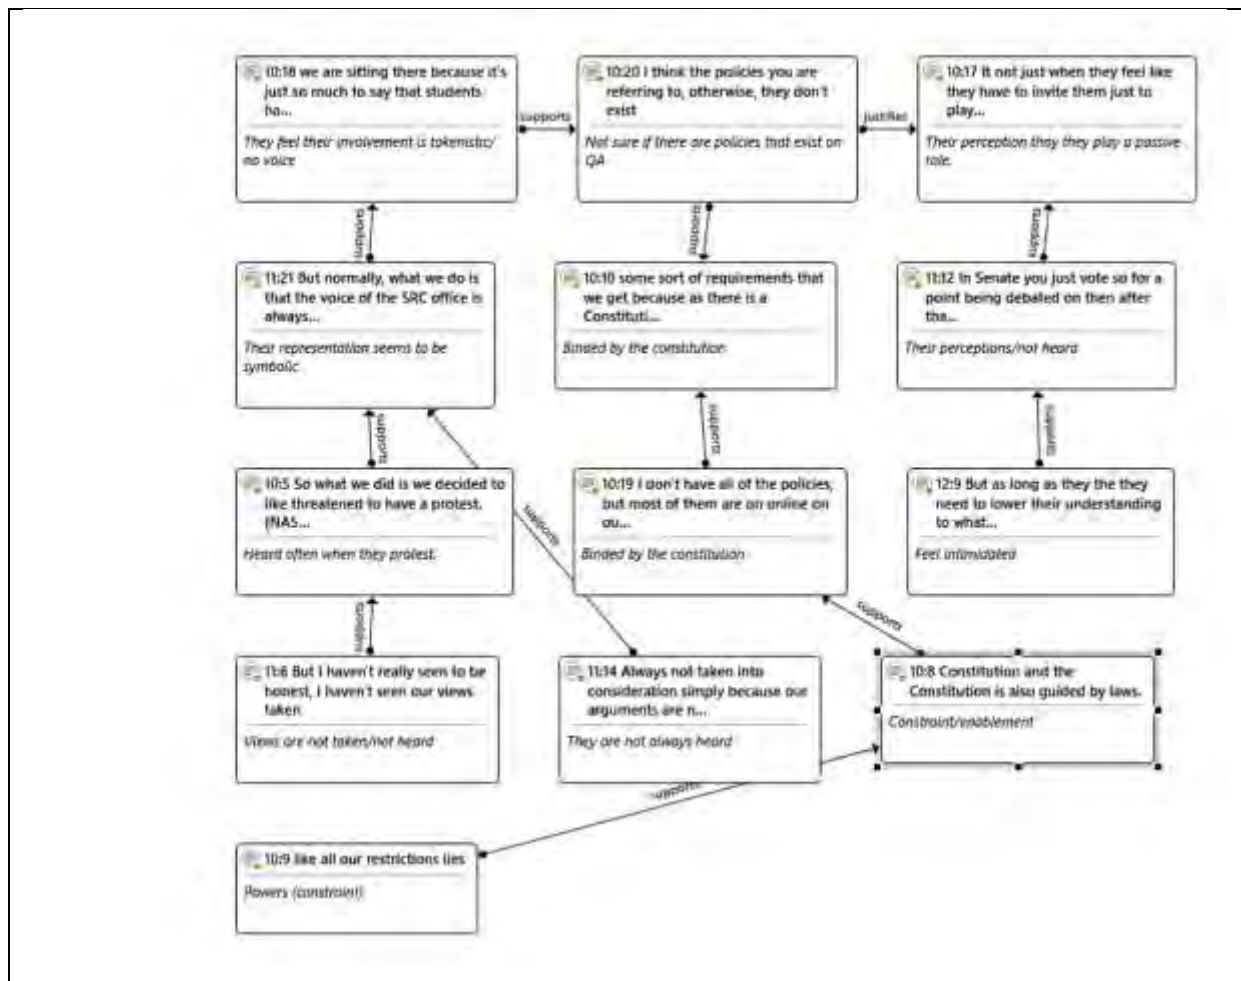 10:18 we are sitting there because it's
just so much to say that students
ha...
They feel their involvement is tokenistic/
no voice
supports
10:20 I think the policies you are
referring to, otherwise, they don't
exist
Not sure if there are policies that exist on
QA
justifies
10:17 It not just when they feel like
they have to invite them just to
play...
Their perception thay they play a passive
role.
supports
supports
supports
11:21 But normally, what we do is
that the voice of the SRC office is
always...
Their representation seems to be
symbolic
10:10 some sort of requirements that
we get because as there is a
Constituti...
Binded by the constitution
11:12 In Senate you just vote so for a
point being debated on then after
tha...
Their perceptions/not heard
supports
supports
supports
10:5 So what we did is we decided to
like threatened to have a protest.
(NAS...
Heard often when they protest.
supports
10:19 I don't have all of the policies,
but most of them are on online on
ou...
Binded by the constitution
12:9 But as long as they the they
need to lower their understanding
to what...
Feel intimidated
supports
supports
11:6 But I haven't really seen to be
honest, I haven't seen our views
taken
Views are not taken/not heard
11:14 Always not taken into
consideration simply because our
arguments are n...
They are not always heard
10:8 Constitution and the
Constitution is also guided by laws.
Constraint/enablement
supports
10:9 like all our restrictions lies
Powers (constraint)